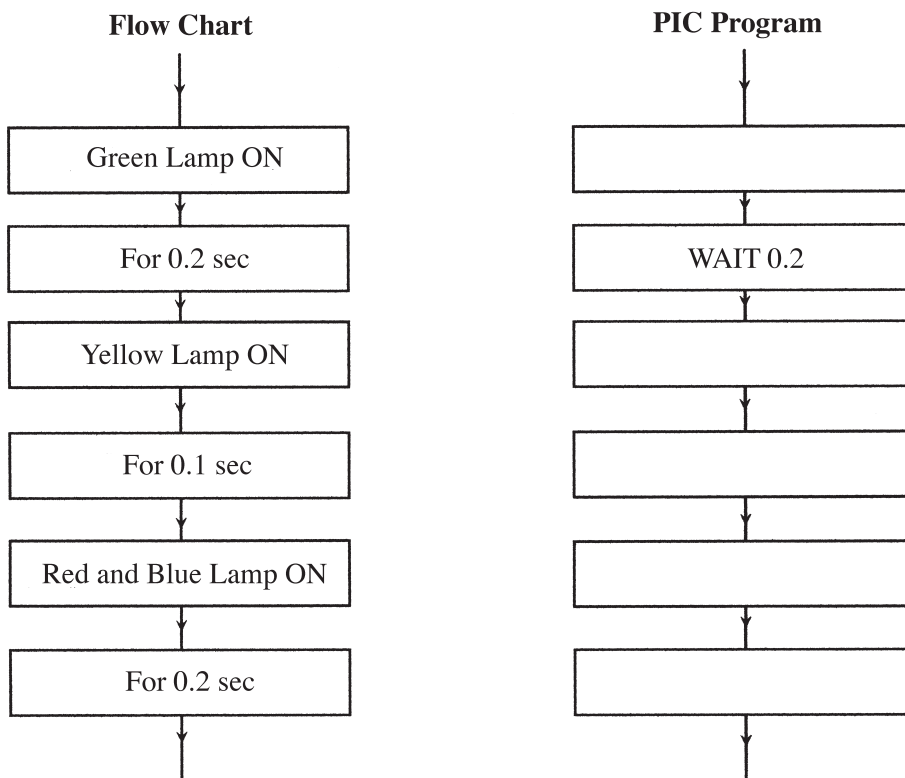 Flow Chart
Green Lamp ON
For 0.2 sec
Yellow Lamp ON
For 0.1 sec
Red and Blue Lamp ON
For 0.2 sec
PIC Program
WAIT 0.2